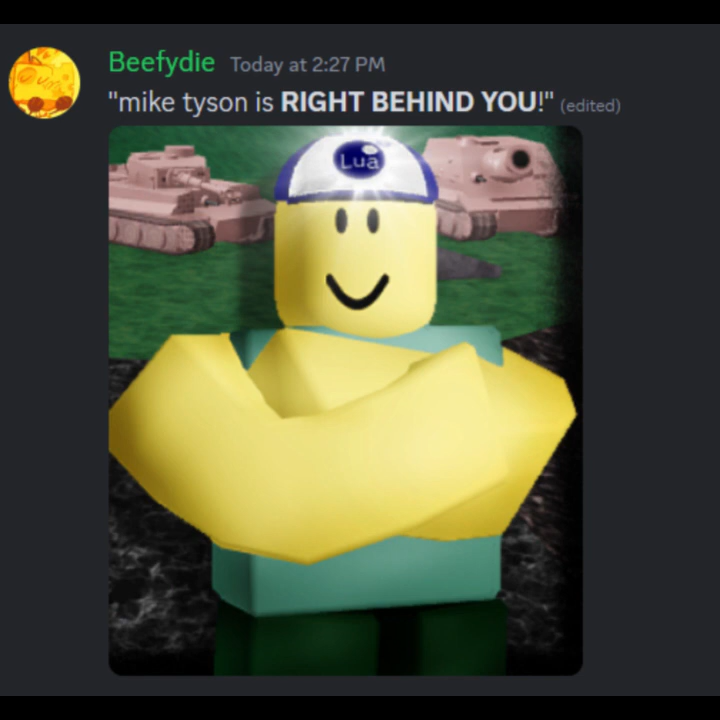 Beefydie Today at 2:27 PM
"mike tyson is RIGHT BEHIND YOU!" (edited)
Lua